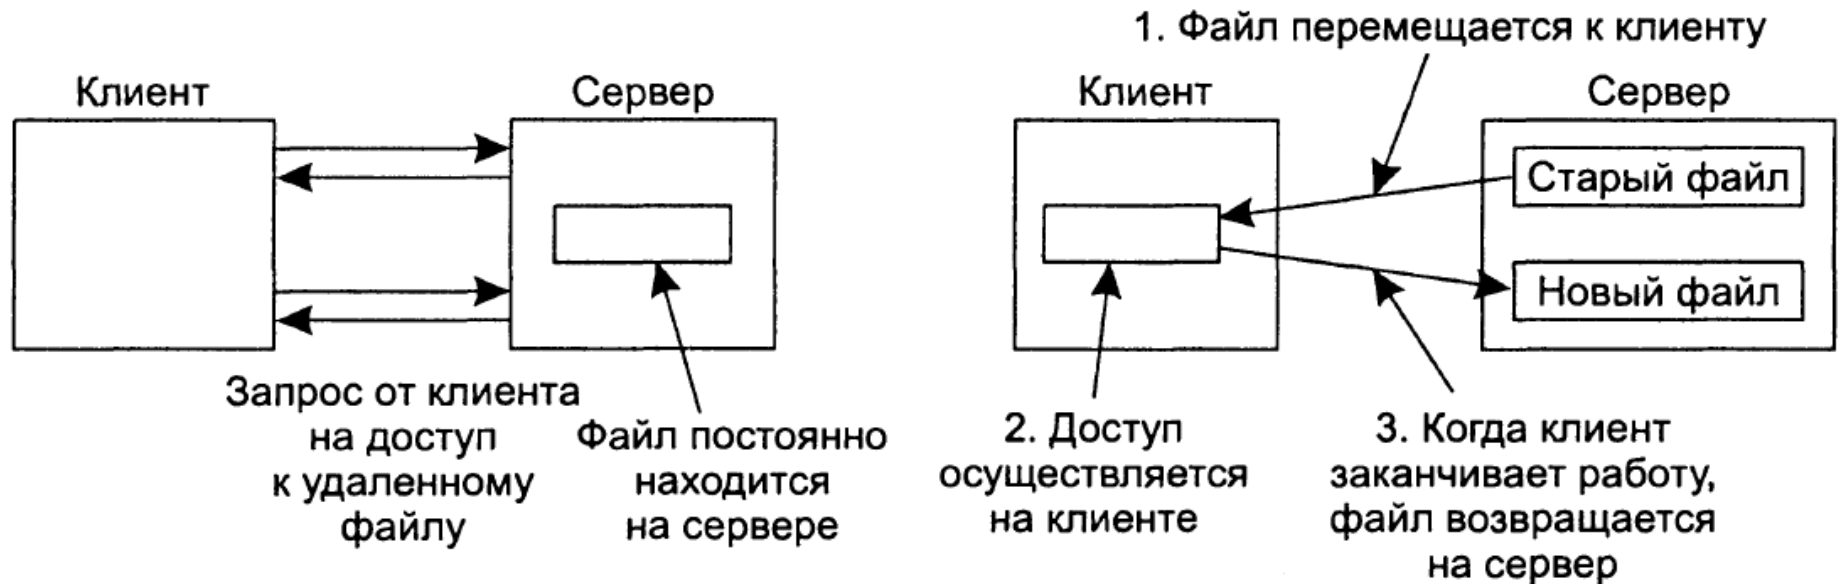 1. Файл перемещается к клиенту
Клиент
Сервер
Клиент
Сервер
Старый файл
Новый файл
Запрос от клиента
на доступ
к удаленному
файлу
Файл постоянно
находится
на сервере
2. Доступ
осуществляется
на клиенте
3. Когда клиент
заканчивает работу,
файл возвращается
на сервер